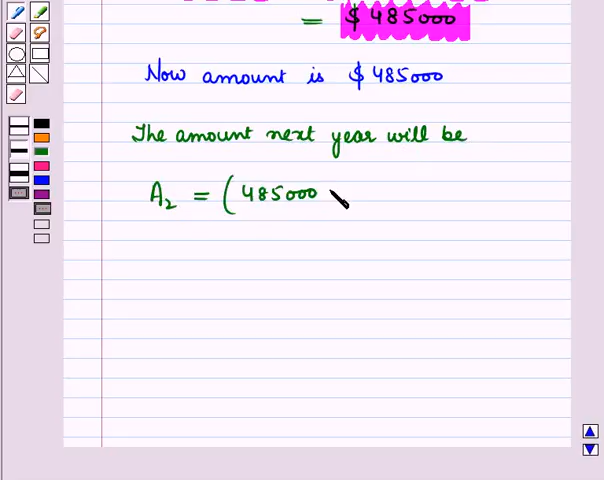 = $485000
Now amount is $485000
The amount next year will be
A₂ = (485000